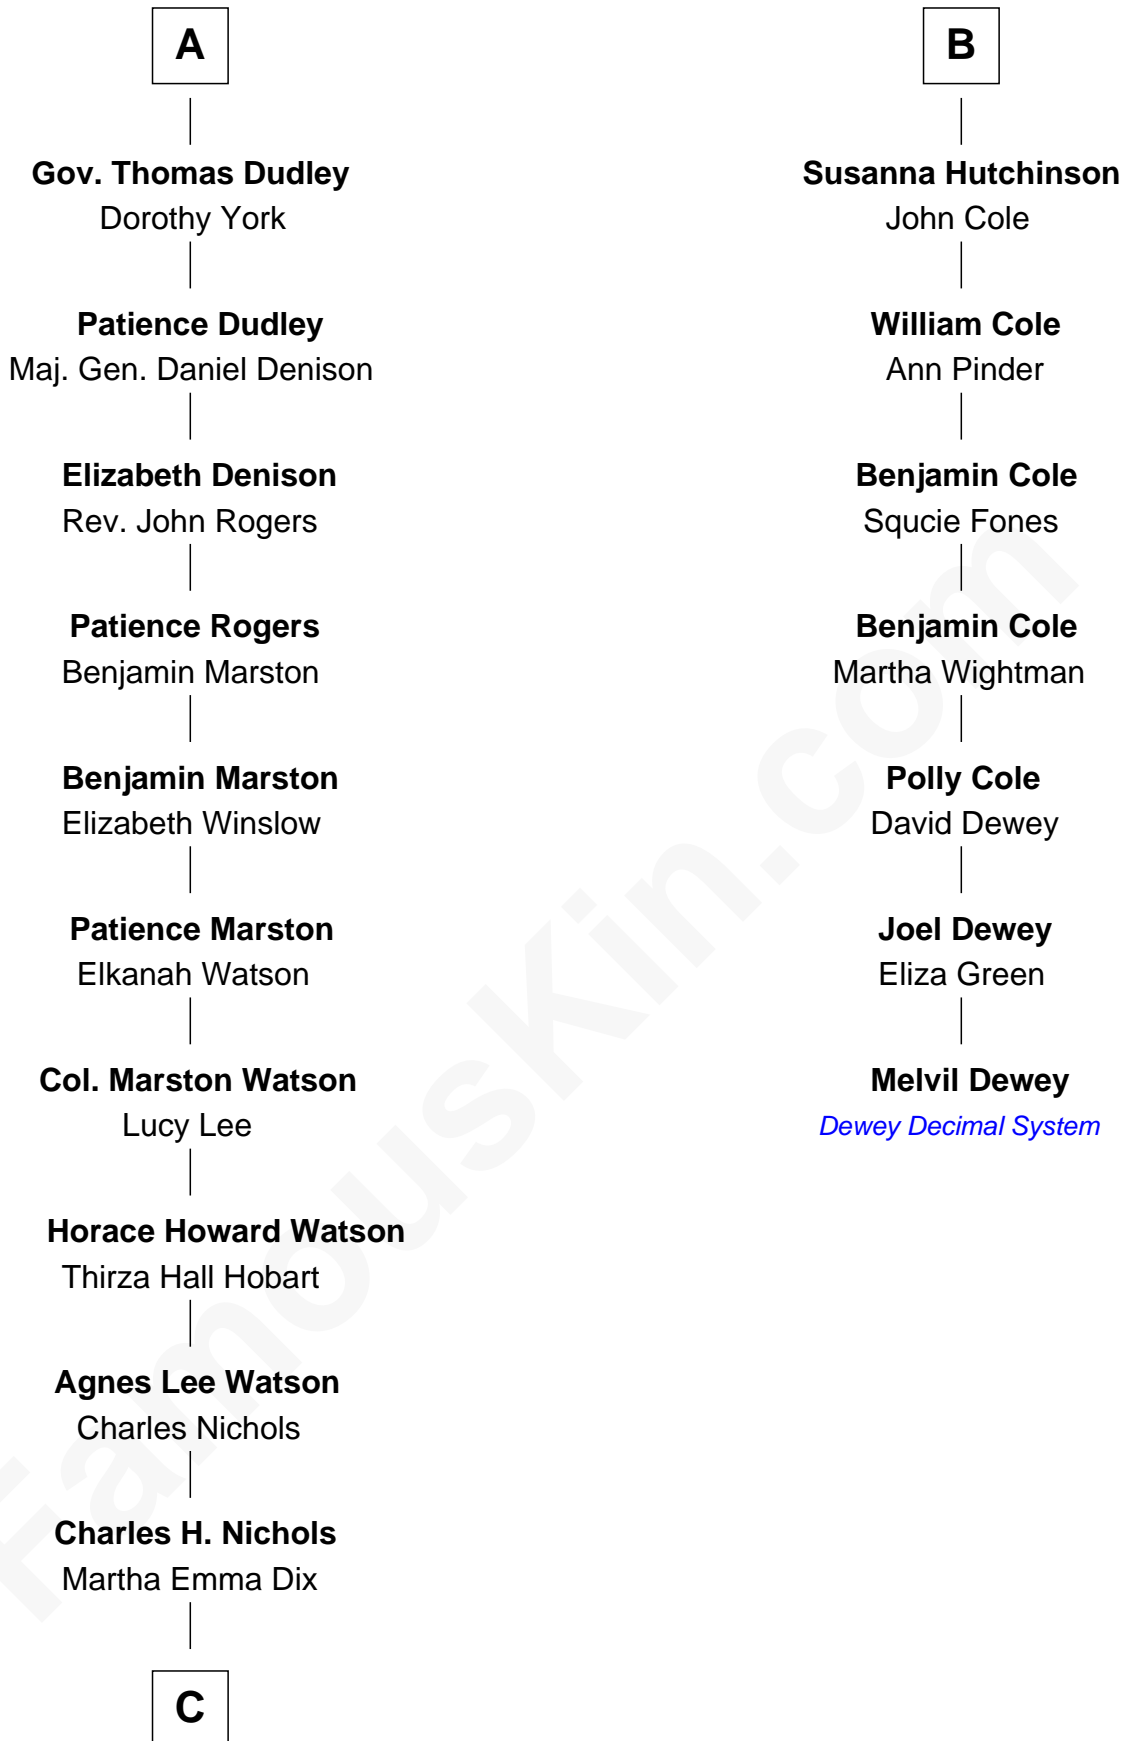 A
Gov. Thomas Dudley
Dorothy York
Patience Dudley
Maj. Gen. Daniel Denison
Elizabeth Denison
Rev. John Rogers
Patience Rogers
Benjamin Marston
Benjamin Marston
Elizabeth Winslow
Patience Marston
Elkanah Watson
Col. Marston Watson
Lucy Lee
Horace Howard Watson
Thirza Hall Hobart
Agnes Lee Watson
Charles Nichols
Charles H. Nichols
Martha Emma Dix
C
B
Susanna Hutchinson
John Cole
William Cole
Ann Pinder
Benjamin Cole
Squcie Fones
Benjamin Cole
Martha Wightman
Polly Cole
David Dewey
Joel Dewey
Eliza Green
Melvil Dewey
Dewey Decimal System
FamousKin.com